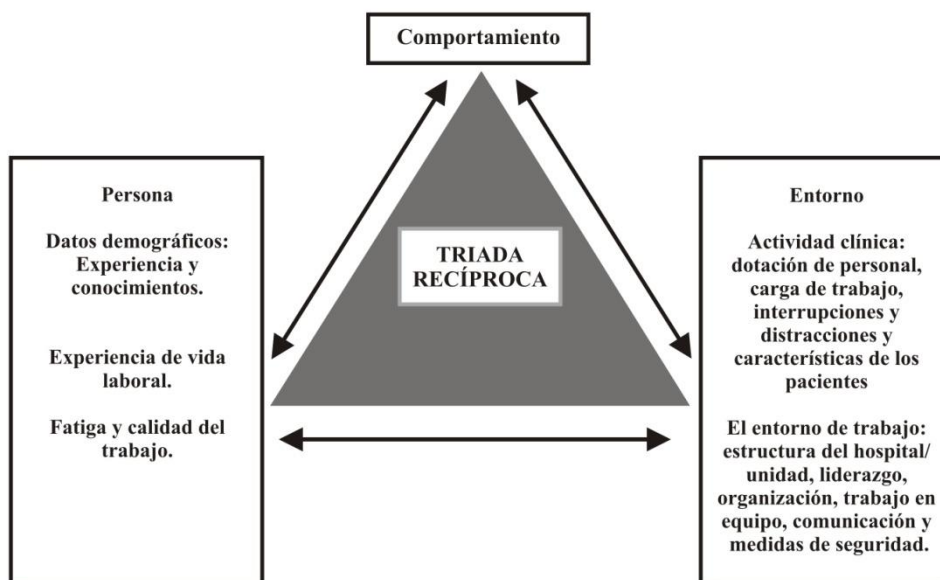 Comportamiento
Persona
Datos demográficos:
Experiencia y
conocimientos.
Experiencia de vida
laboral.
Fatiga y calidad del
trabajo.
TRIADA
RECÍPROCA
Entorno
Actividad clínica:
dotación de personal,
carga de trabajo,
interrupciones y
distracciones y
características de los
pacientes
El entorno de trabajo:
estructura del hospital/
unidad, liderazgo,
organización, trabajo en
equipo, comunicación y
medidas de seguridad.